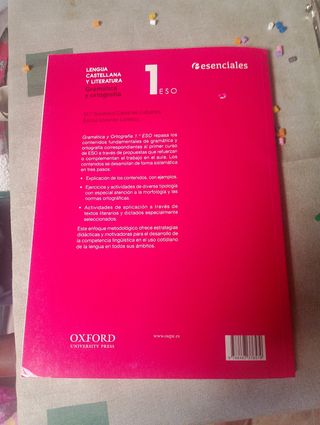 LENGUA
CASTELLANA
Y LITERATURA
Gramática
y ortografía
1 ESO
esenciales
Gramática y Ortografía 1.º ESO repasa los
contenidos fundamentales de gramática y
ortografía correspondientes al primer curso
de ESO a través de propuestas que refuerzan
o complementan el trabajo en el aula. Los
contenidos se desarrollan de forma sistemática
en tres pasos:
• Explicación de los contenidos, con ejemplos.
• Ejercicios y actividades de diversa tipología
con especial atención a la morfología y las
normas ortográficas.
• Actividades de aplicación a través de
textos literarios y dictados especialmente
seleccionados.
Este enfoque metodológico ofrece estrategias
didácticas y motivadoras para el desarrollo de
la competencia lingüística en el uso cotidiano
de la lengua en todos sus ámbitos.
OXFORD
UNIVERSITY PRESS
www.oupe.es